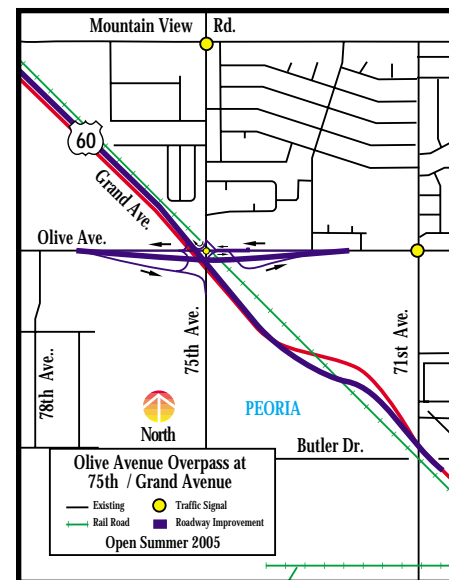 Mountain View Rd.
60
Grand Ave.
Olive Ave.
75th Ave.
71st Ave.
78th Ave..
PEORIA
North
Butler Dr.
Olive Avenue Overpass at
75th / Grand Avenue
Existing
Traffic Signal
Rail Road
Roadway Improvement
Open Summer 2005